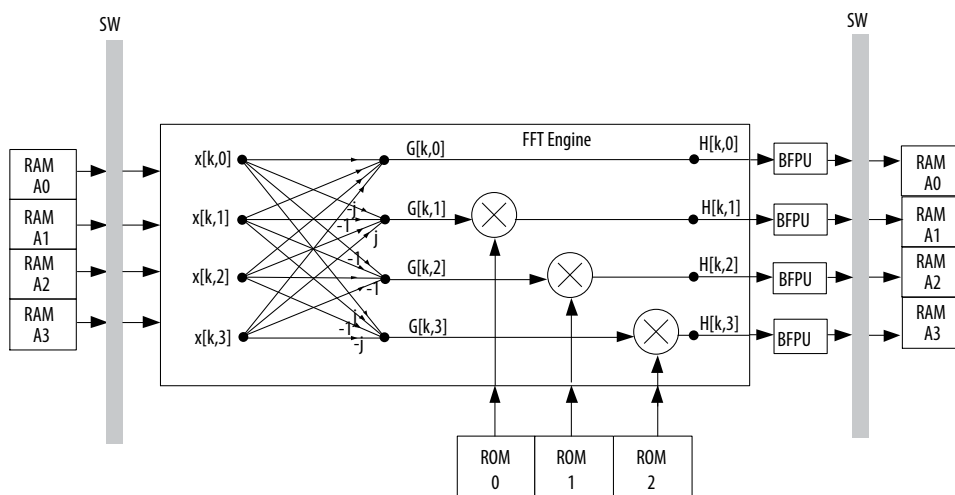 SW
SW
FFT Engine
RAM
A0
RAM
A1
RAM
A2
RAM
A3
x[k,0]
x[k,1]
x[k,2]
x[k,3]
G[k,0]
G[k,1]
G[k,2]
G[k,3]
-j
-1
j
-1
-1
j
-1
-j
H[k,0]
H[k,1]
H[k,2]
H[k,3]
BFPU
BFPU
BFPU
BFPU
RAM
A0
RAM
A1
RAM
A2
RAM
A3
ROM
0
ROM
1
ROM
2